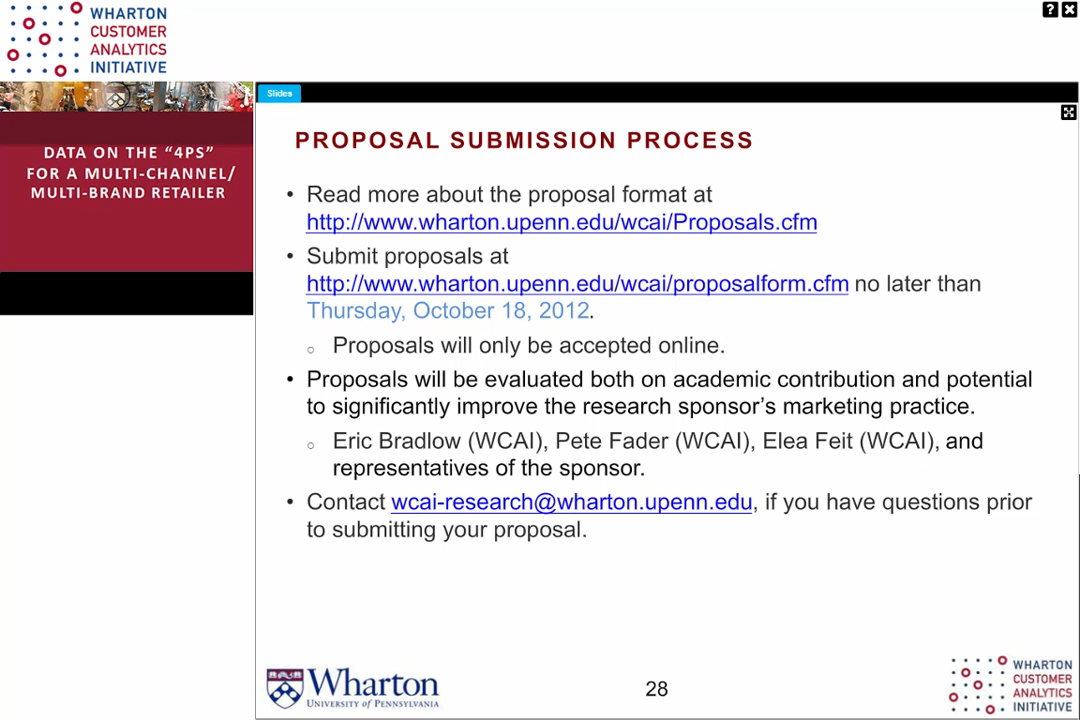 WHARTON
CUSTOMER
ANALYTICS
INITIATIVE
? X
Slides
DATA ON THE “4PS”
FOR A MULTI-CHANNEL/
MULTI-BRAND RETAILER
PROPOSAL SUBMISSION PROCESS
• Read more about the proposal format at
http://www.wharton.upenn.edu/wcai/Proposals.cfm
• Submit proposals at
http://www.wharton.upenn.edu/wcai/proposalform.cfm no later than
Thursday, October 18, 2012.
○ Proposals will only be accepted online.
• Proposals will be evaluated both on academic contribution and potential
to significantly improve the research sponsor’s marketing practice.
○ Eric Bradlow (WCAI), Pete Fader (WCAI), Elea Feit (WCAI), and
representatives of the sponsor.
• Contact wcai-research@wharton.upenn.edu, if you have questions prior
to submitting your proposal.
Wharton
UNIVERSITY of PENNSYLVANIA
28
WHARTON
CUSTOMER
ANALYTICS
INITIATIVE